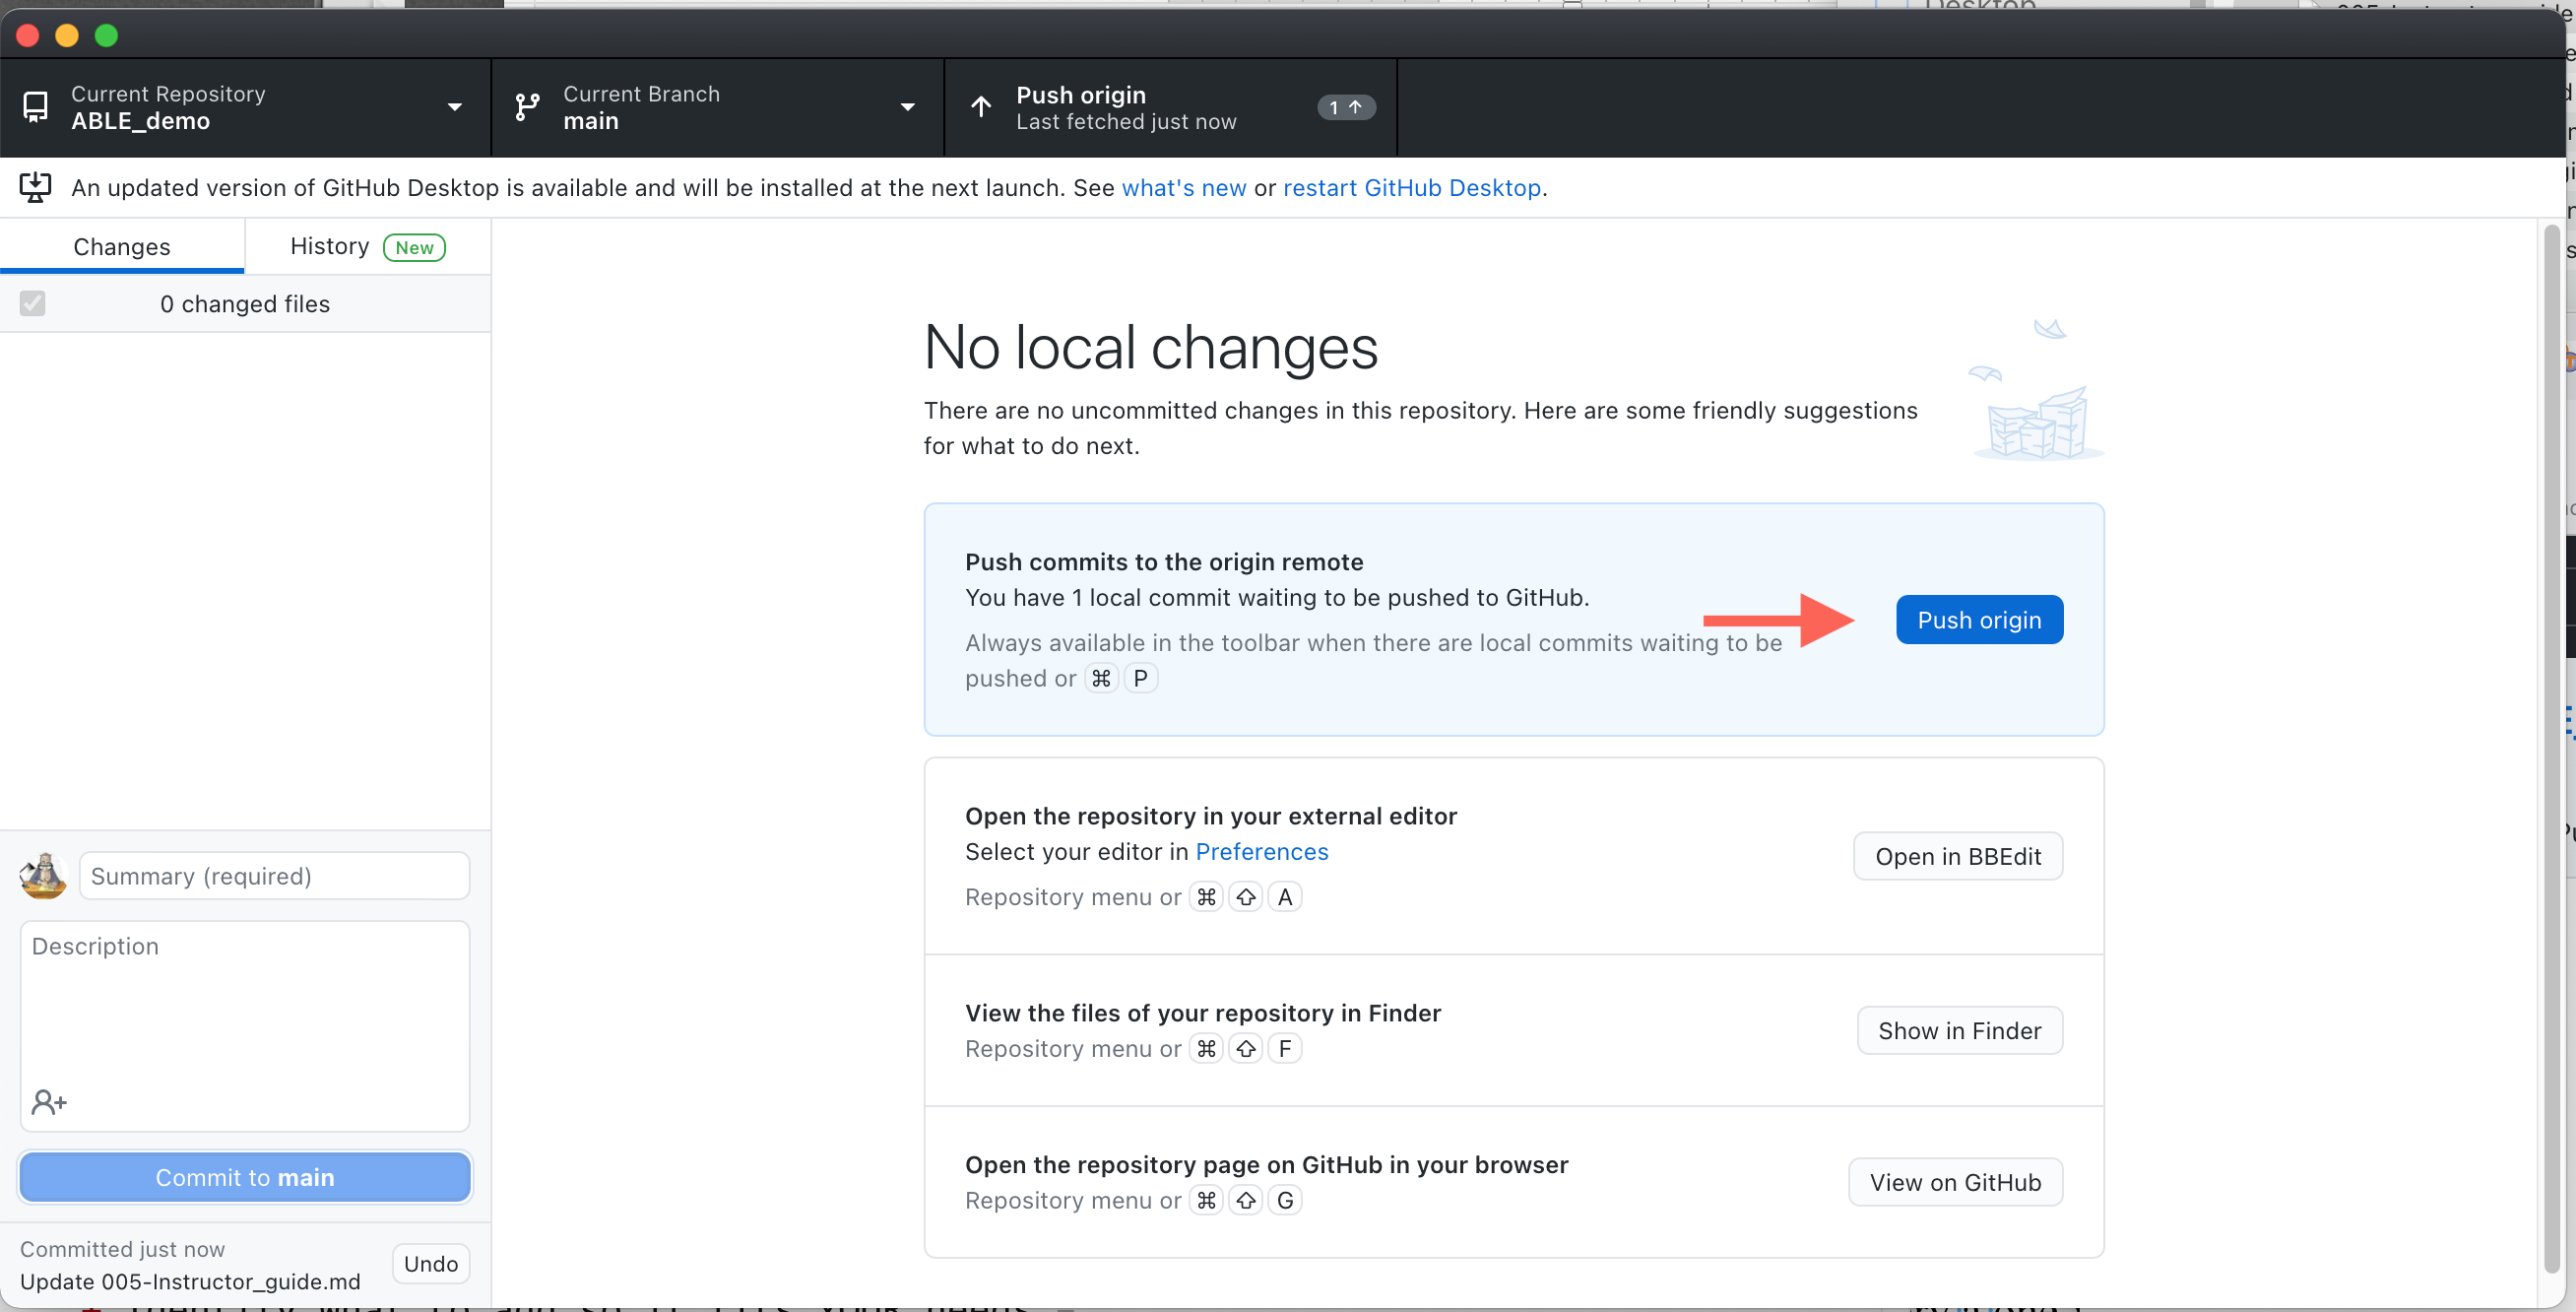 Desktop
Current Repository
ABLE_demo
Current Branch
main
Push origin
Last fetched just now
1
An updated version of GitHub Desktop is available and will be installed at the next launch. See what's new or restart GitHub Desktop.
Changes
History New
0 changed files
No local changes
There are no uncommitted changes in this repository. Here are some friendly suggestions
for what to do next.
Push commits to the origin remote
You have 1 local commit waiting to be pushed to GitHub.
Always available in the toolbar when there are local commits waiting to be
pushed or ⌘ P
Push origin
Open the repository in your external editor
Select your editor in Preferences
Repository menu or ⌘ ⇧ A
Open in BBEdit
View the files of your repository in Finder
Repository menu or ⌘ ⇧ F
Show in Finder
Open the repository page on GitHub in your browser
Repository menu or ⌘ ⇧ G
View on GitHub
Summary (required)
Description
Commit to main
Committed just now
Update 005-Instructor_guide.md
Undo